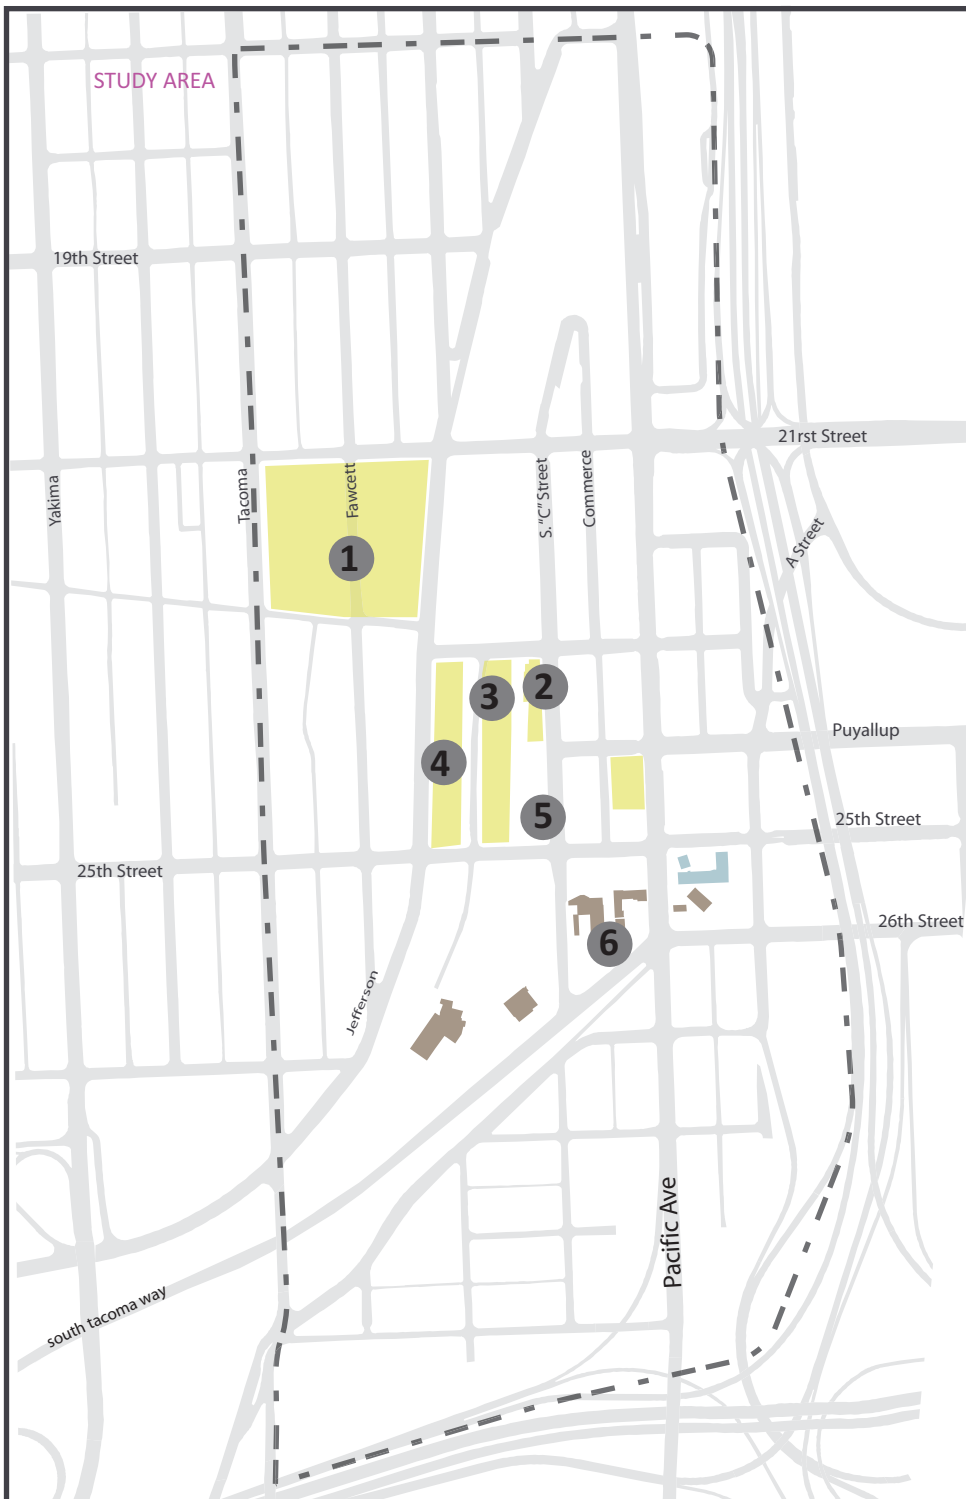 STUDY AREA
19th Street
21rst Street
Yakima
Tacoma
Fawcett
S. "C" Street
Commerce
A Street
1
2
3
Puyallup
4
5
25th Street
25th Street
26th Street
6
Jefferson
Pacific Ave
south tacoma way